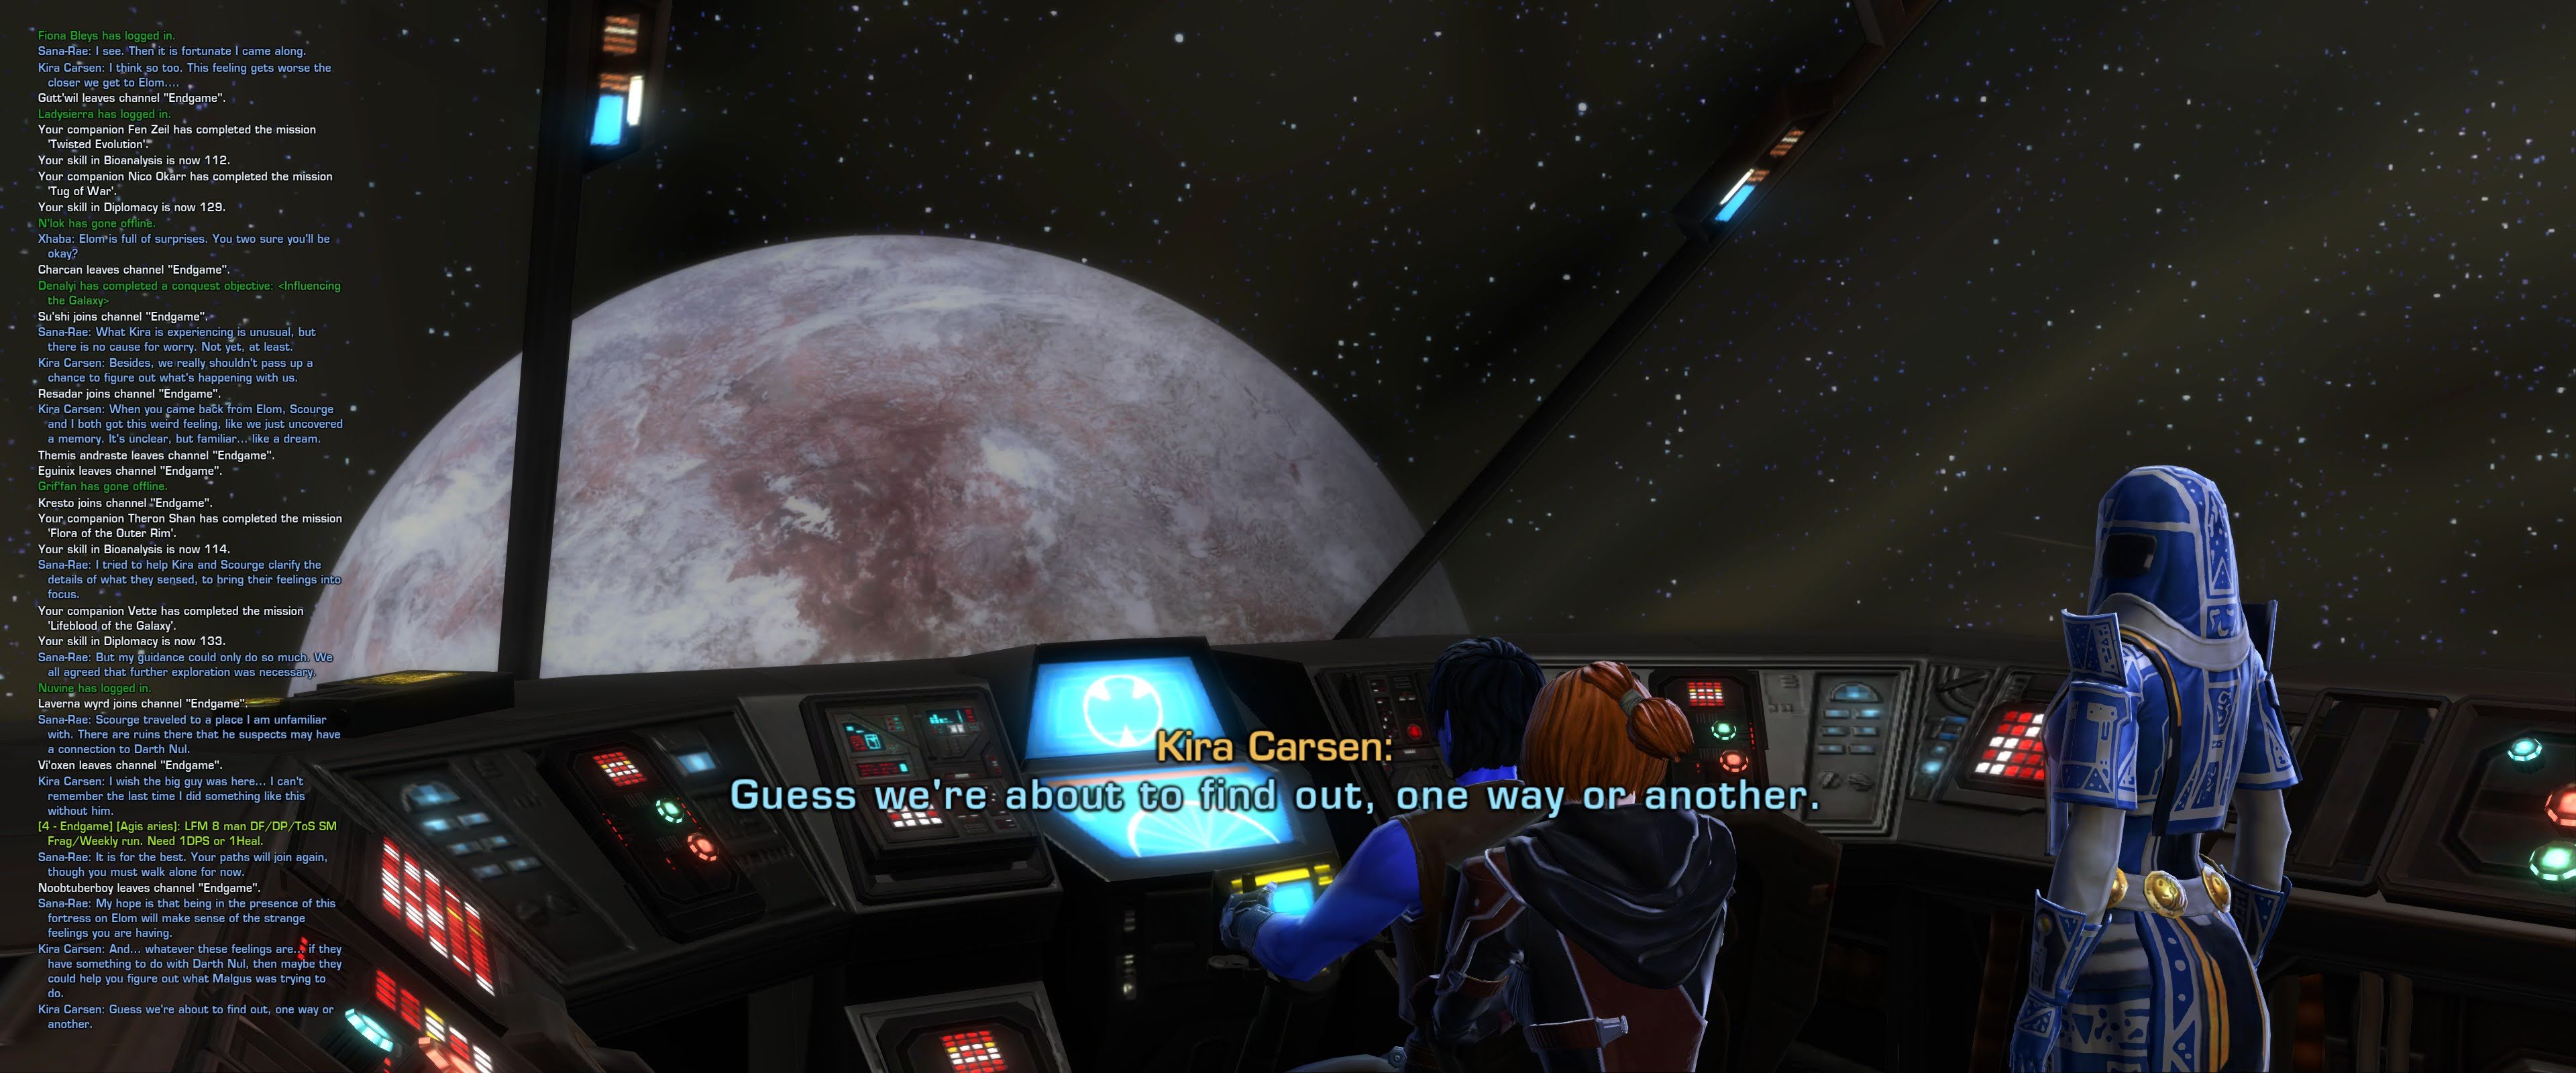 Fiona Bleys has logged in.
Sana-Rae: I see. Then it is fortunate I came along.
Kira Carsen: I think so too. This feeling gets worse the
closer we get to Elom....
Gutt'wil leaves channel "Endgame".
Ladysierra has logged in.
Your companion Fen Zeil has completed the mission
'Twisted Evolution'.
Your skill in Bioanalysis is now 112.
Your companion Nico Okarr has completed the mission
'Tug of War'.
Your skill in Diplomacy is now 129.
N'lok has gone offline.
Xhaba: Elom is full of surprises. You two sure you'll be
okay?
Charcan leaves channel "Endgame".
Denalyi has completed a conquest objective: <Influencing
the Galaxy>
Su'shi joins channel "Endgame".
Sana-Rae: What Kira is experiencing is unusual, but
there is no cause for worry. Not yet, at least.
Kira Carsen: Besides, we really shouldn't pass up a
chance to figure out what's happening with us.
Resadar joins channel "Endgame".
Kira Carsen: When you came back from Elom, Scourge
and I both got this weird feeling, like we just uncovered
a memory. It's unclear, but familiar... like a dream.
Themis andraste leaves channel "Endgame".
Equinix leaves channel "Endgame".
Grif'fan has gone offline.
Kresto joins channel "Endgame".
Your companion Theron Shan has completed the mission
'Flora of the Outer Rim'.
Your skill in Bioanalysis is now 114.
Sana-Rae: I tried to help Kira and Scourge clarify the
details of what they sensed, to bring their feelings into
focus.
Your companion Vette has completed the mission
'Lifeblood of the Galaxy'.
Your skill in Diplomacy is now 133.
Sana-Rae: But my guidance could only do so much. We
all agreed that further exploration was necessary.
Nuvine has logged in.
Laverna wyrd joins channel "Endgame".
Sana-Rae: Scourge traveled to a place I am unfamiliar
with. There are ruins there that he suspects may have
a connection to Darth Nul.
Vi'oxen leaves channel "Endgame".
Kira Carsen: I wish the big guy was here... I can't
remember the last time I did something like this
without him.
[4 - Endgame] [Agis aries]: LFM 8 man DF/DP/ToS SM
Frag/Weekly run. Need 1DPS or 1Heal.
Sana-Rae: It is for the best. Your paths will join again,
though you must walk alone for now.
Noobtuberboy leaves channel "Endgame".
Sana-Rae: My hope is that being in the presence of this
fortress on Elom will make sense of the strange
feelings you are having.
Kira Carsen: And... whatever these feelings are... if they
have something to do with Darth Nul, then maybe they
could help you figure out what Malgus was trying to
do.
Kira Carsen: Guess we're about to find out, one way or
another.
Kira Carsen:
Guess we're about to find out, one way or another.